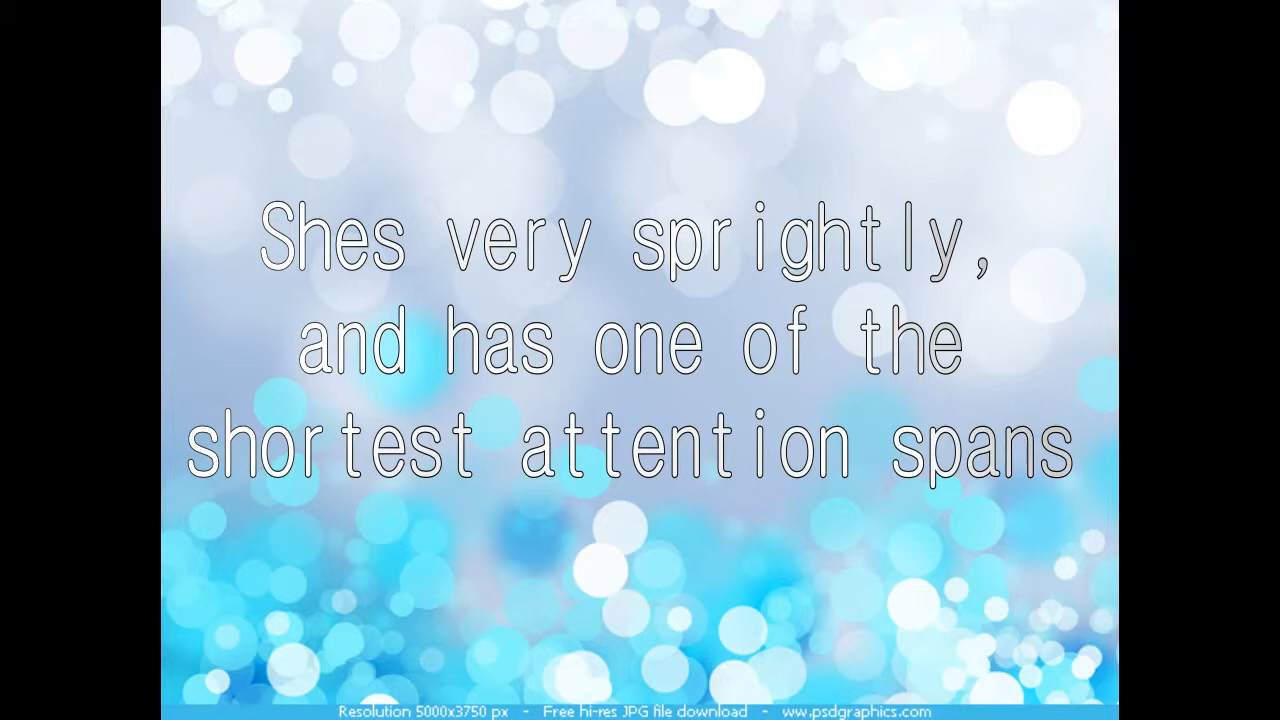 Shes very sprightly,
and has one of the
shortest attention spans
Resolution 5000x3750 px - Free hi-res JPG file download - ww.psdgraphics.com